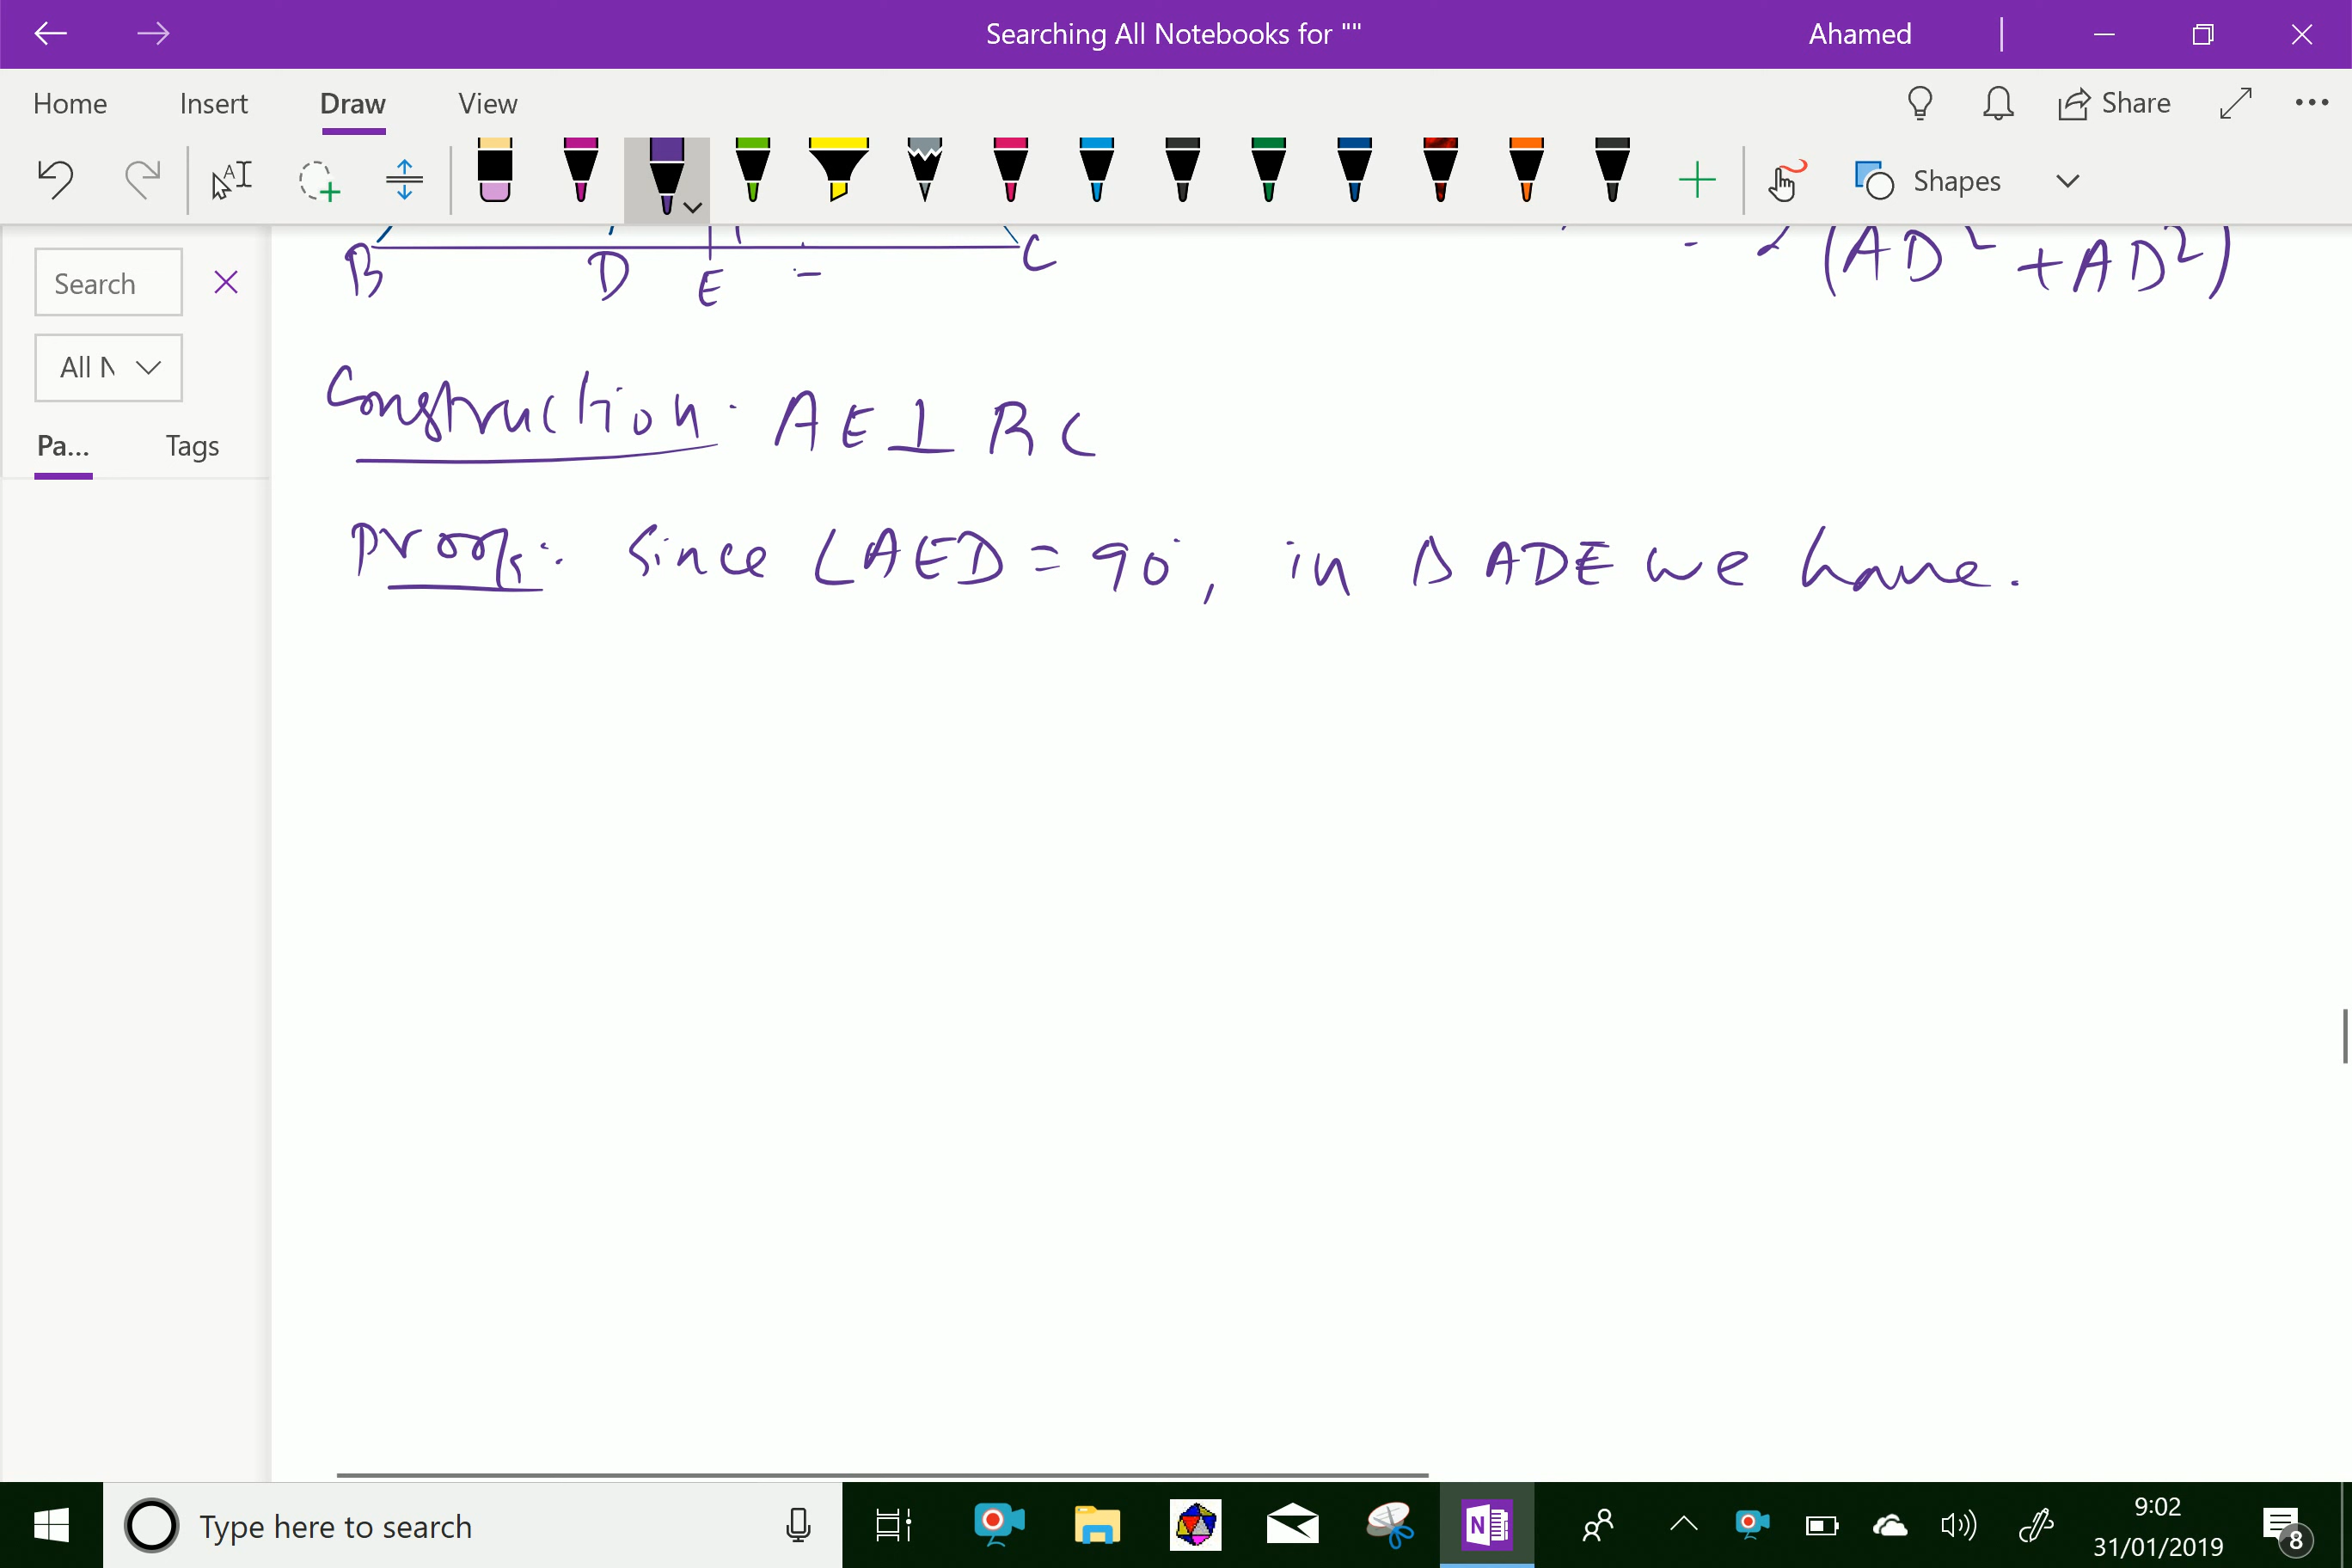 Searching All Notebooks for ""
Ahamed
Home Insert Draw View
Share
Shapes
Search
All N
Pa... Tags
B D E C
(AD² + AD²)
Construction. AE ⊥ BC
Proof:. Since ∠AED = 90°, in Δ ADE we have.
Type here to search
9:02
31/01/2019
8